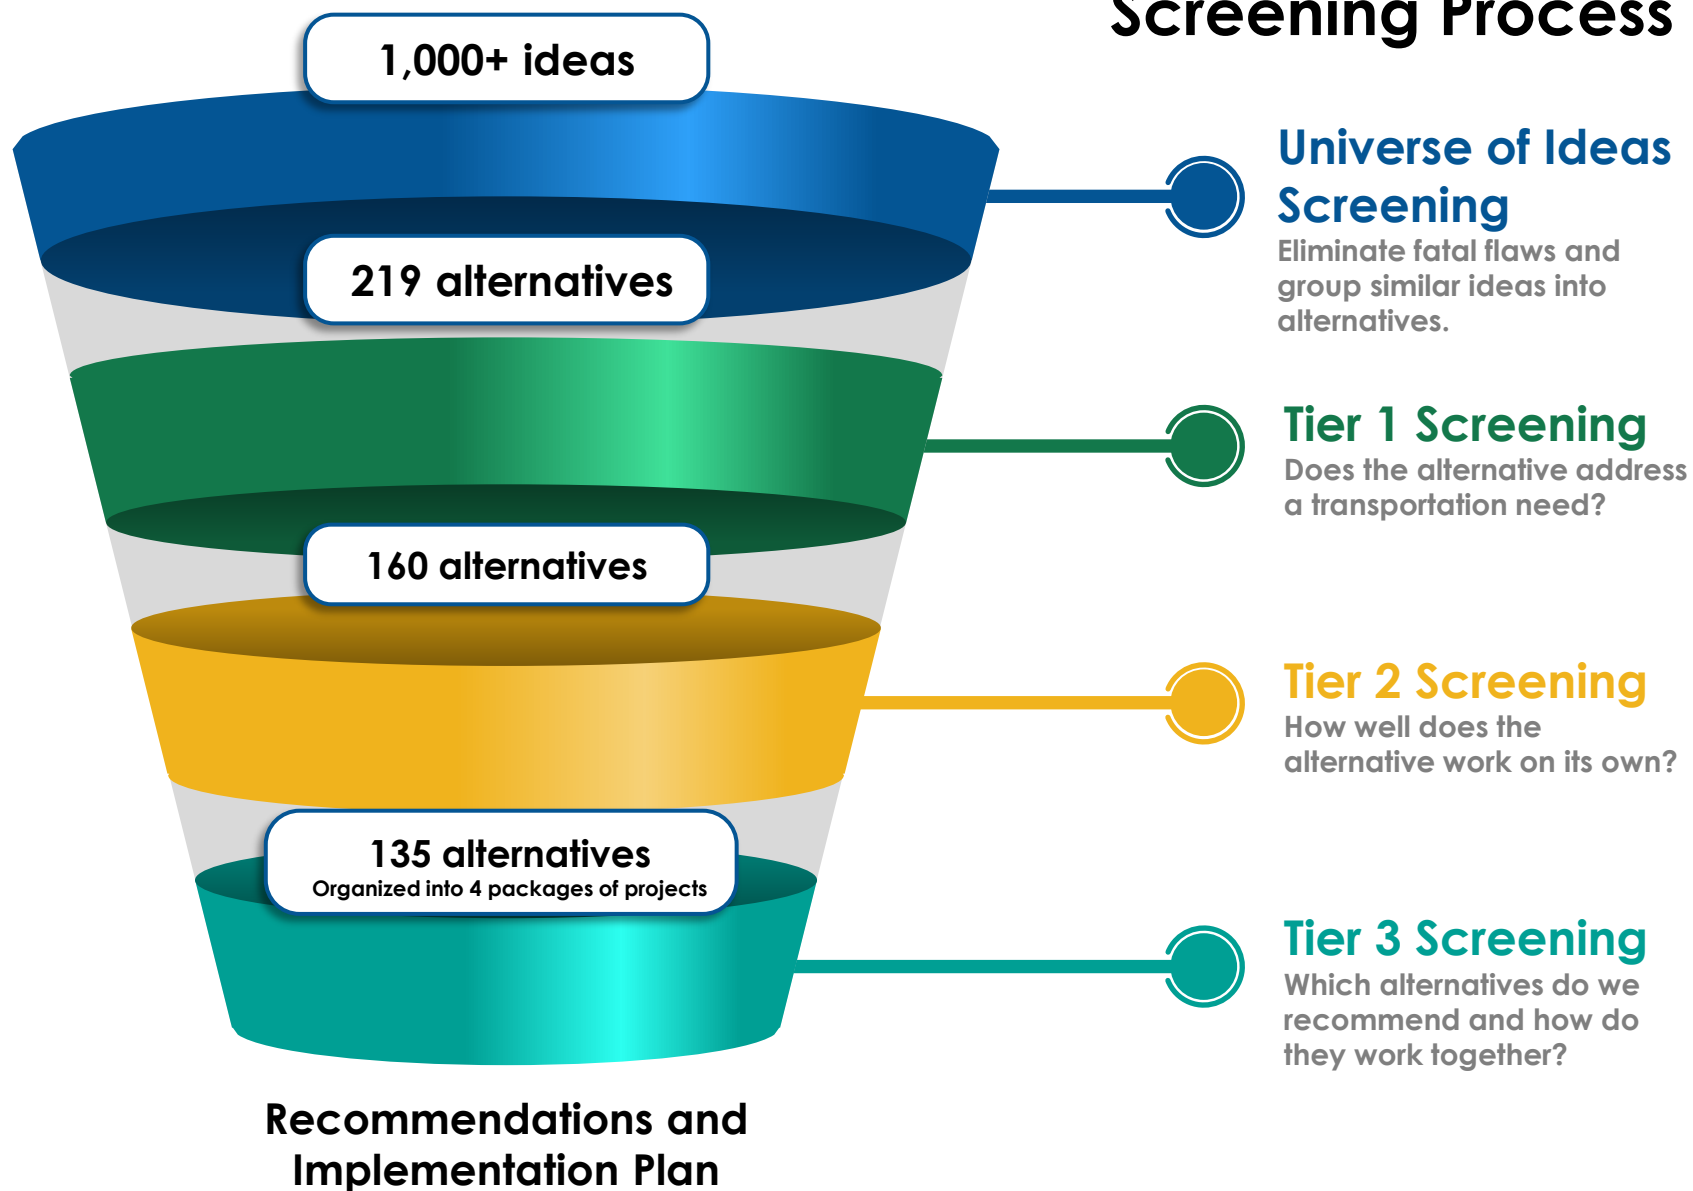 Screening Process
1,000+ ideas
Universe of Ideas
Screening
Eliminate fatal flaws and
group similar ideas into
alternatives.
219 alternatives
Tier 1 Screening
Does the alternative address
a transportation need?
160 alternatives
Tier 2 Screening
How well does the
alternative work on its own?
135 alternatives
Organized into 4 packages of projects
Tier 3 Screening
Which alternatives do we
recommend and how do
they work together?
Recommendations and
Implementation Plan